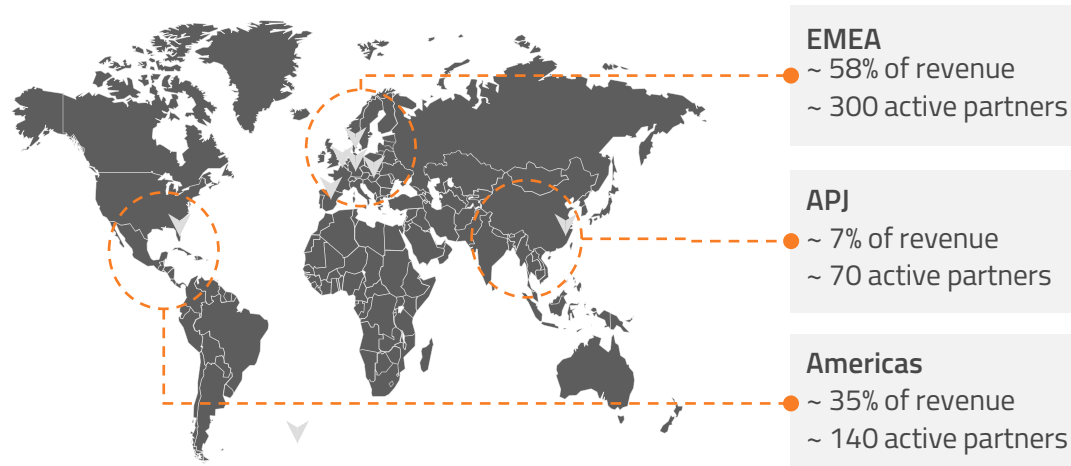 EMEA
~ 58% of revenue
~ 300 active partners
APJ
~ 7% of revenue
~ 70 active partners
Americas
~ 35% of revenue
~ 140 active partners